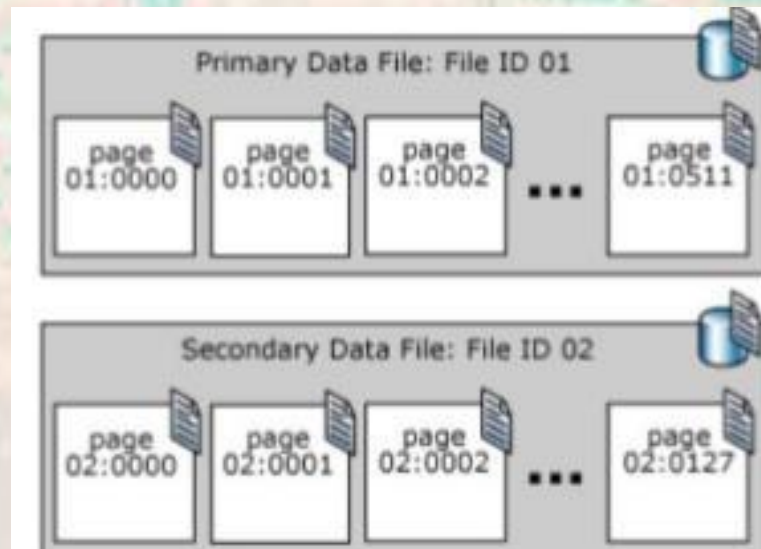 Primary Data File: File ID 01
page
01:0000
page
01:0001
page
01:0002
...
page
01:0511
Secondary Data File: File ID 02
page
02:0000
page
02:0001
page
02:0002
...
page
02:0127